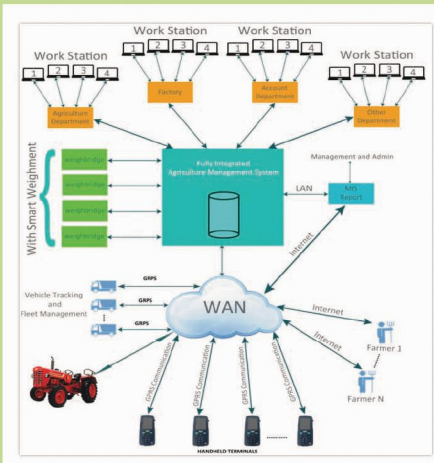 Work Station
Work Station
Work Station
Work Station
1 2 3 4
1 2 3 4
1 2 3 4
1 2 3 4
Agriculture
Department
Factory
Account
Department
Other
Department
With Smart Weighment
weighbridge
weighbridge
weighbridge
weighbridge
Fully Integrated
Agriculture Management System
Management and Admin
LAN
MIS
Report
Internet
Vehicle Tracking
and
Fleet Management
GRPS
GRPS
GRPS
WAN
Internet
Internet
Farmer 1
Farmer N
GPRS Communication
GPRS Communication
GPRS Communication
GPRS Communication
HANDHELD TERMINALS